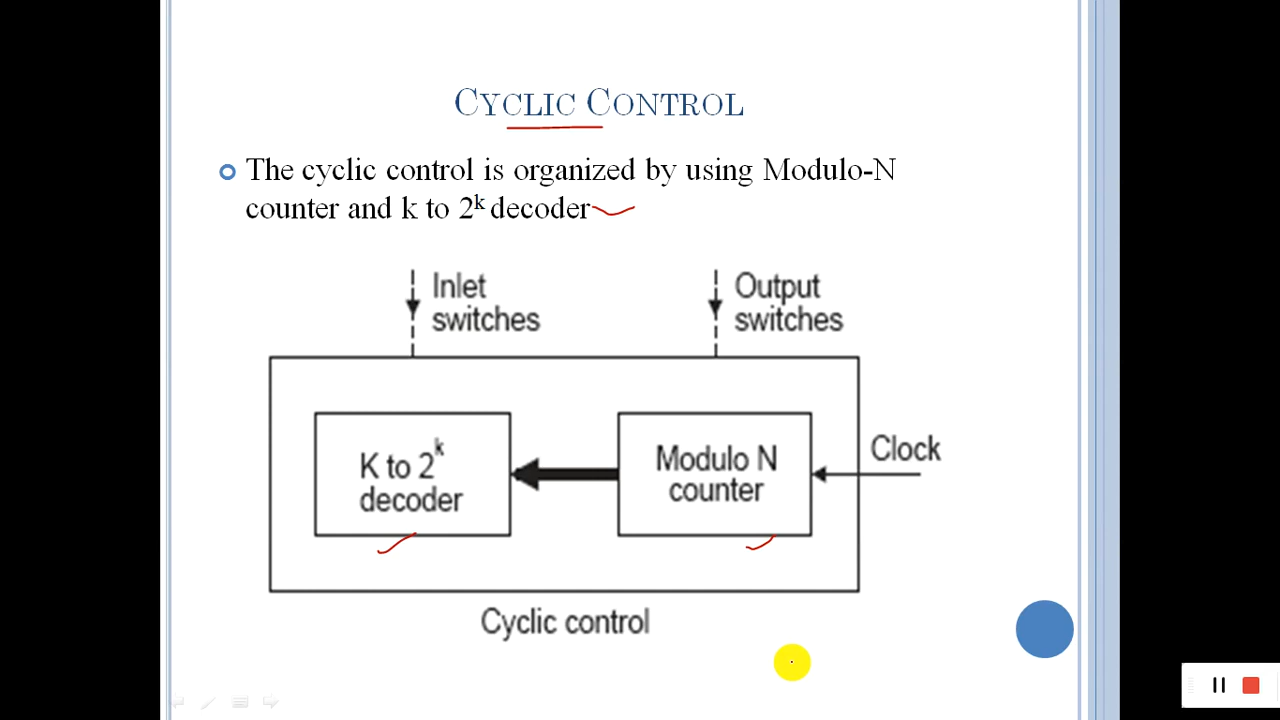 CYCLIC CONTROL
The cyclic control is organized by using Modulo-N
counter and k to 2ᵏ decoder
Inlet
switches
Output
switches
K to 2ᵏ
decoder
Modulo N
counter
Clock
Cyclic control